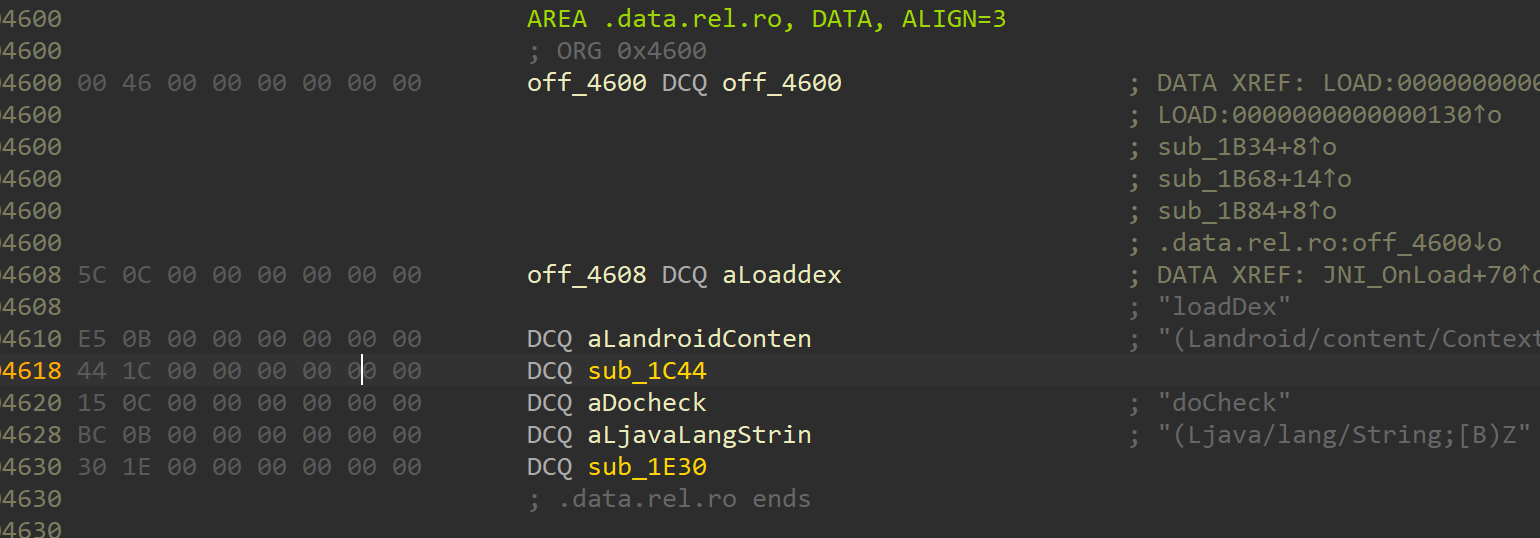 04600 AREA .data.rel.ro, DATA, ALIGN=3
04600 ; ORG 0x4600
04600 00 46 00 00 00 00 00 00 off_4600 DCQ off_4600 ; DATA XREF: LOAD:0000000000
04600 ; LOAD:0000000000000130↑o
04600 ; sub_1B34+8↑o
04600 ; sub_1B68+14↑o
04600 ; sub_1B84+8↑o
04600 ; .data.rel.ro:off_4600↓o
04608 5C 0C 00 00 00 00 00 00 off_4608 DCQ aLoaddex ; DATA XREF: JNI_OnLoad+70↑o
04608 ; "loadDex"
04610 E5 0B 00 00 00 00 00 00 DCQ aLandroidConten ; "(Landroid/content/Context
04618 44 1C 00 00 00 00 00 00 DCQ sub_1C44
04620 15 0C 00 00 00 00 00 00 DCQ aDocheck ; "doCheck"
04628 BC 0B 00 00 00 00 00 00 DCQ aLjavaLangStrin ; "(Ljava/lang/String;[B)Z"
04630 30 1E 00 00 00 00 00 00 DCQ sub_1E30
04630 ; .data.rel.ro ends
04630